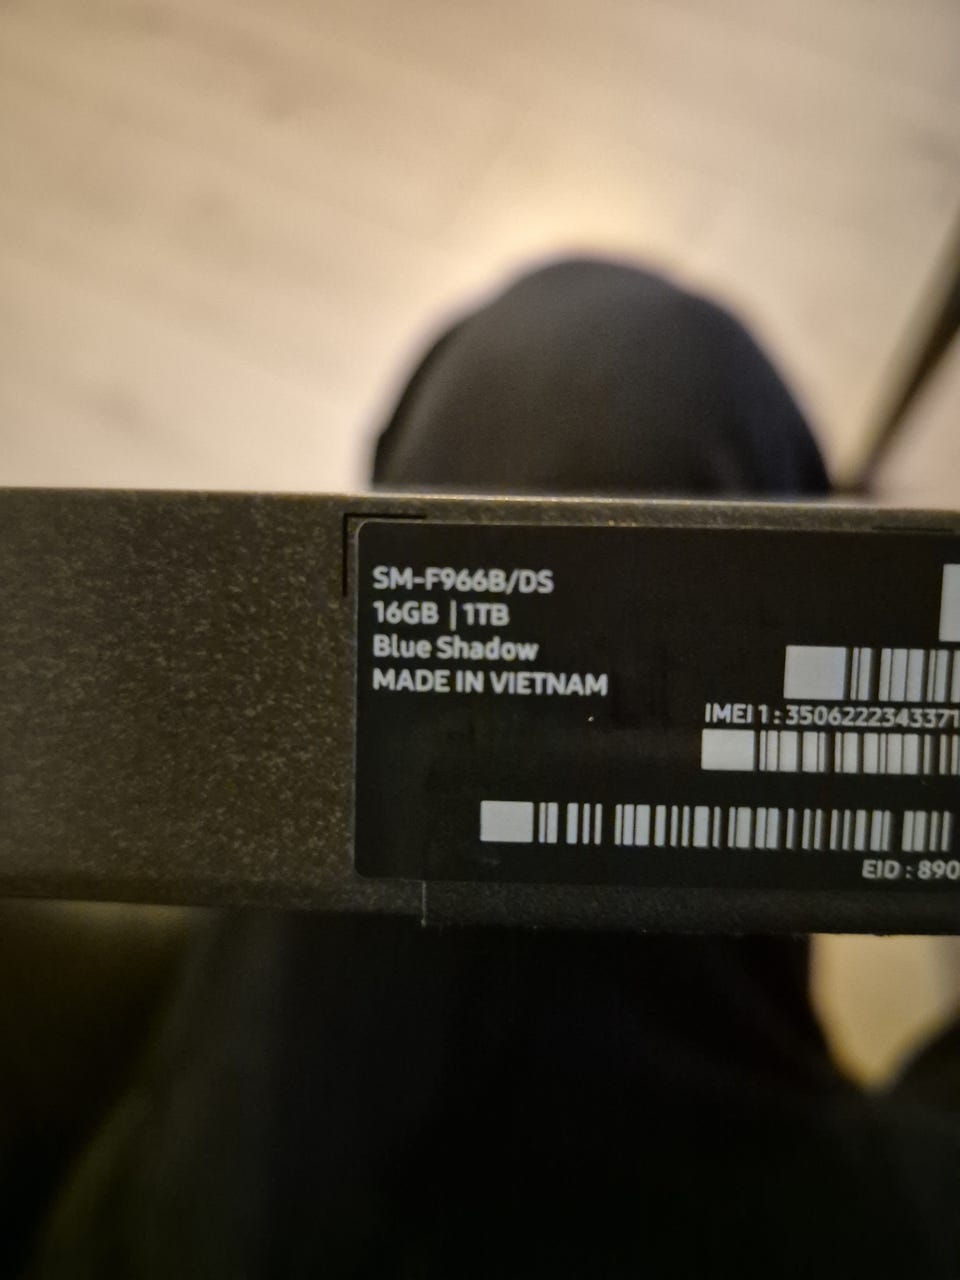 SM-F966B/DS
16GB | 1TB
Blue Shadow
MADE IN VIETNAM
IMEI 1 : 3506222343371
EID : 890